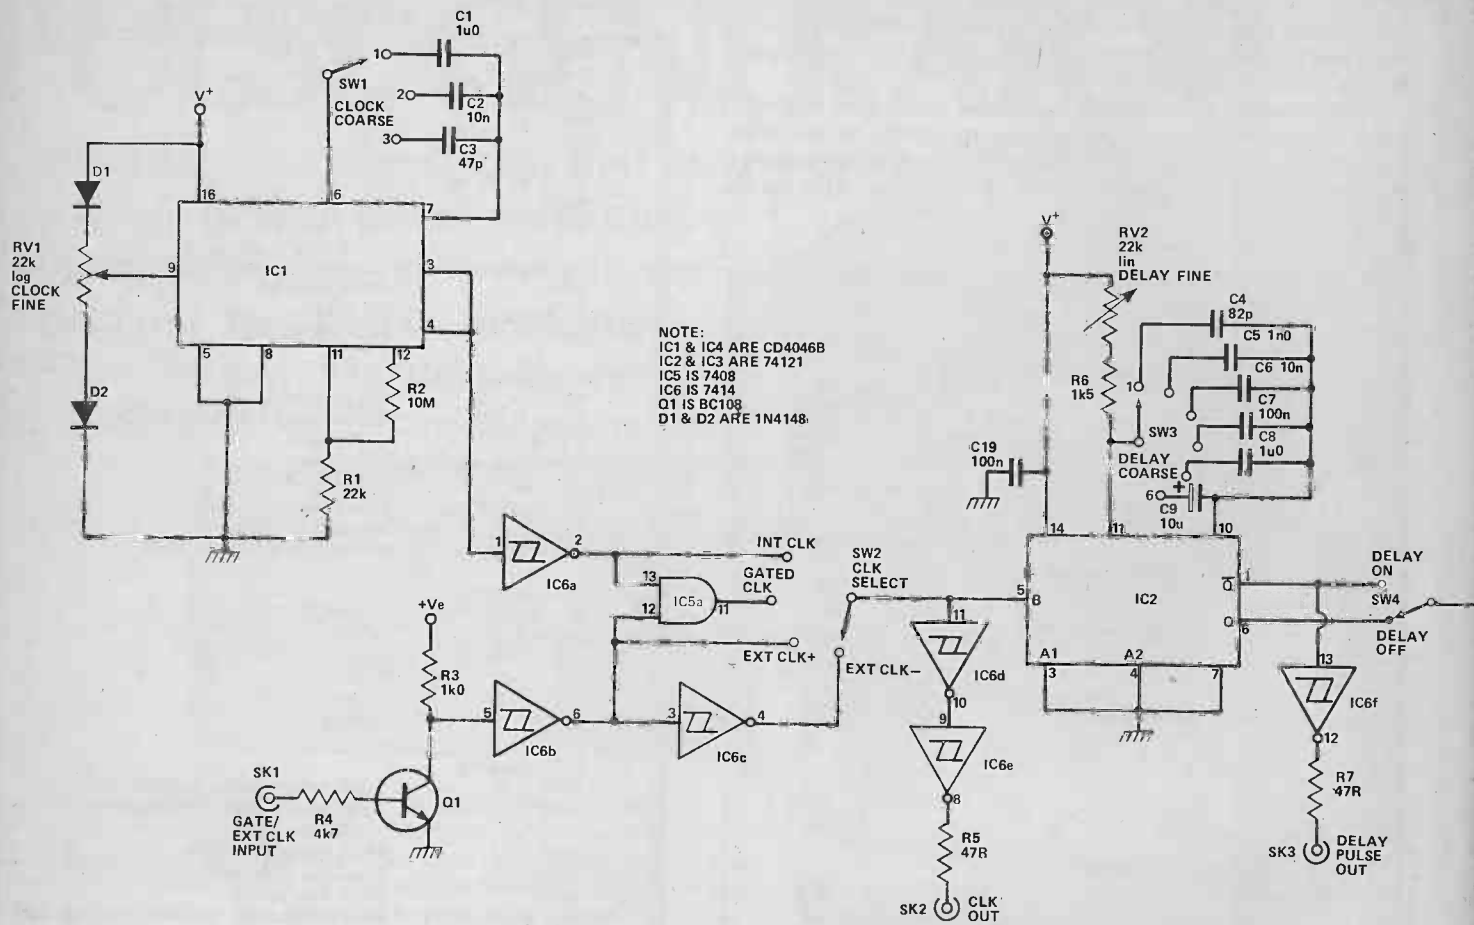 C1
1u0
1
SW1
CLOCK
COARSE
2
C2
10n
3
C3
47p
V+
D1
16
6
7
RV1
22k
log
CLOCK
FINE
9
IC1
3
4
5
8
11
12
R2
10M
D2
R1
22k
NOTE:
IC1 & IC4 ARE CD4046B
IC2 & IC3 ARE 74121
IC5 IS 7408
IC6 IS 7414
Q1 IS BC108
D1 & D2 ARE 1N4148
V+
RV2
22k
lin
DELAY FINE
C4
82p
C5 1n0
C6 10n
C7
100n
C8
1u0
R6
1k5
1
SW3
DELAY
COARSE
6
+
C9
10u
C19
100n
14
11
10
1
2
IC6a
INT CLK
13
12
IC5a
11
GATED
CLK
SW2
CLK
SELECT
EXT CLK+
EXT CLK–
+Ve
R3
1k0
5
6
IC6b
3
4
IC6c
SK1
GATE/
EXT CLK
INPUT
R4
4k7
Q1
11
IC6d
10
9
IC6e
8
R5
47R
SK2
CLK
OUT
5
B
IC2
Q
1
Q
6
A1
3
A2
4
7
DELAY
ON
SW4
DELAY
OFF
13
IC6f
12
R7
47R
SK3
DELAY
PULSE
OUT